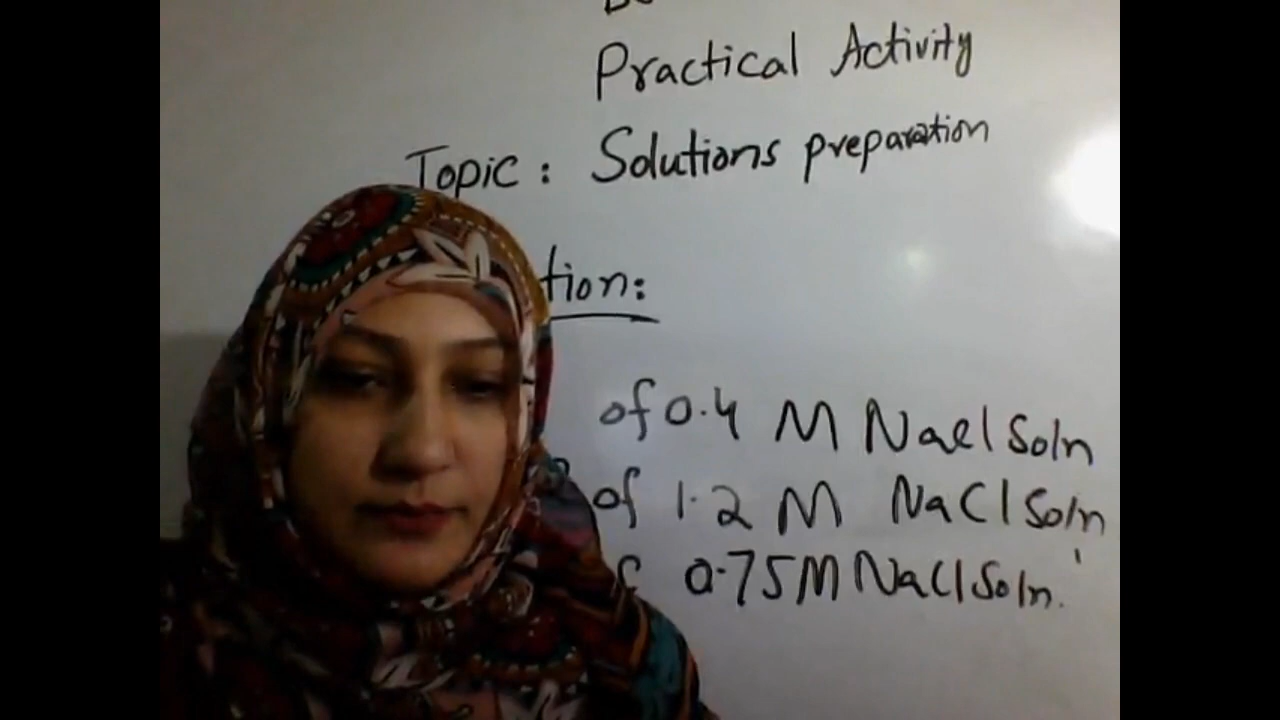 Practical Activity
Topic: Solutions preparation
tion:
of 0.4 M NaCl Soln
of 1.2 M NaCl Soln
0.75M NaCl Soln.